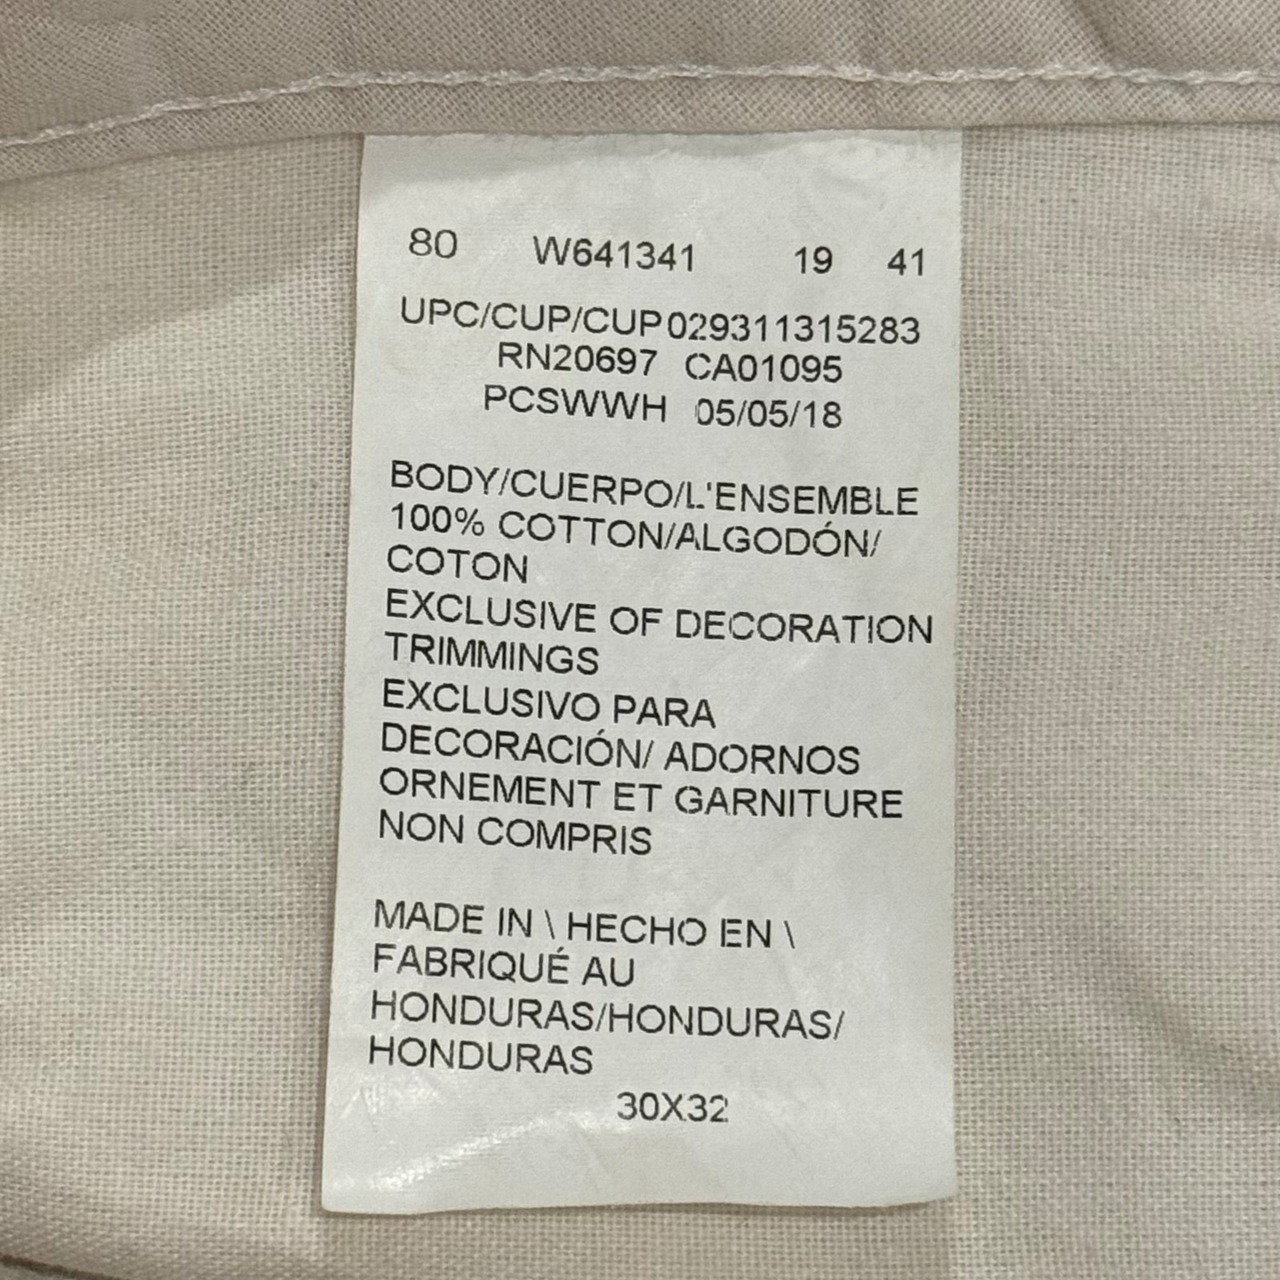 80 W641341 19 41
UPC/CUP/CUP 029311315283
RN20697 CA01095
PCSWWH 05/05/18
BODY/CUERPO/L'ENSEMBLE
100% COTTON/ALGODÓN/
COTON
EXCLUSIVE OF DECORATION
TRIMMINGS
EXCLUSIVO PARA
DECORACIÓN/ ADORNOS
ORNEMENT ET GARNITURE
NON COMPRIS
MADE IN \ HECHO EN \
FABRIQUÉ AU
HONDURAS/HONDURAS/
HONDURAS
30X32